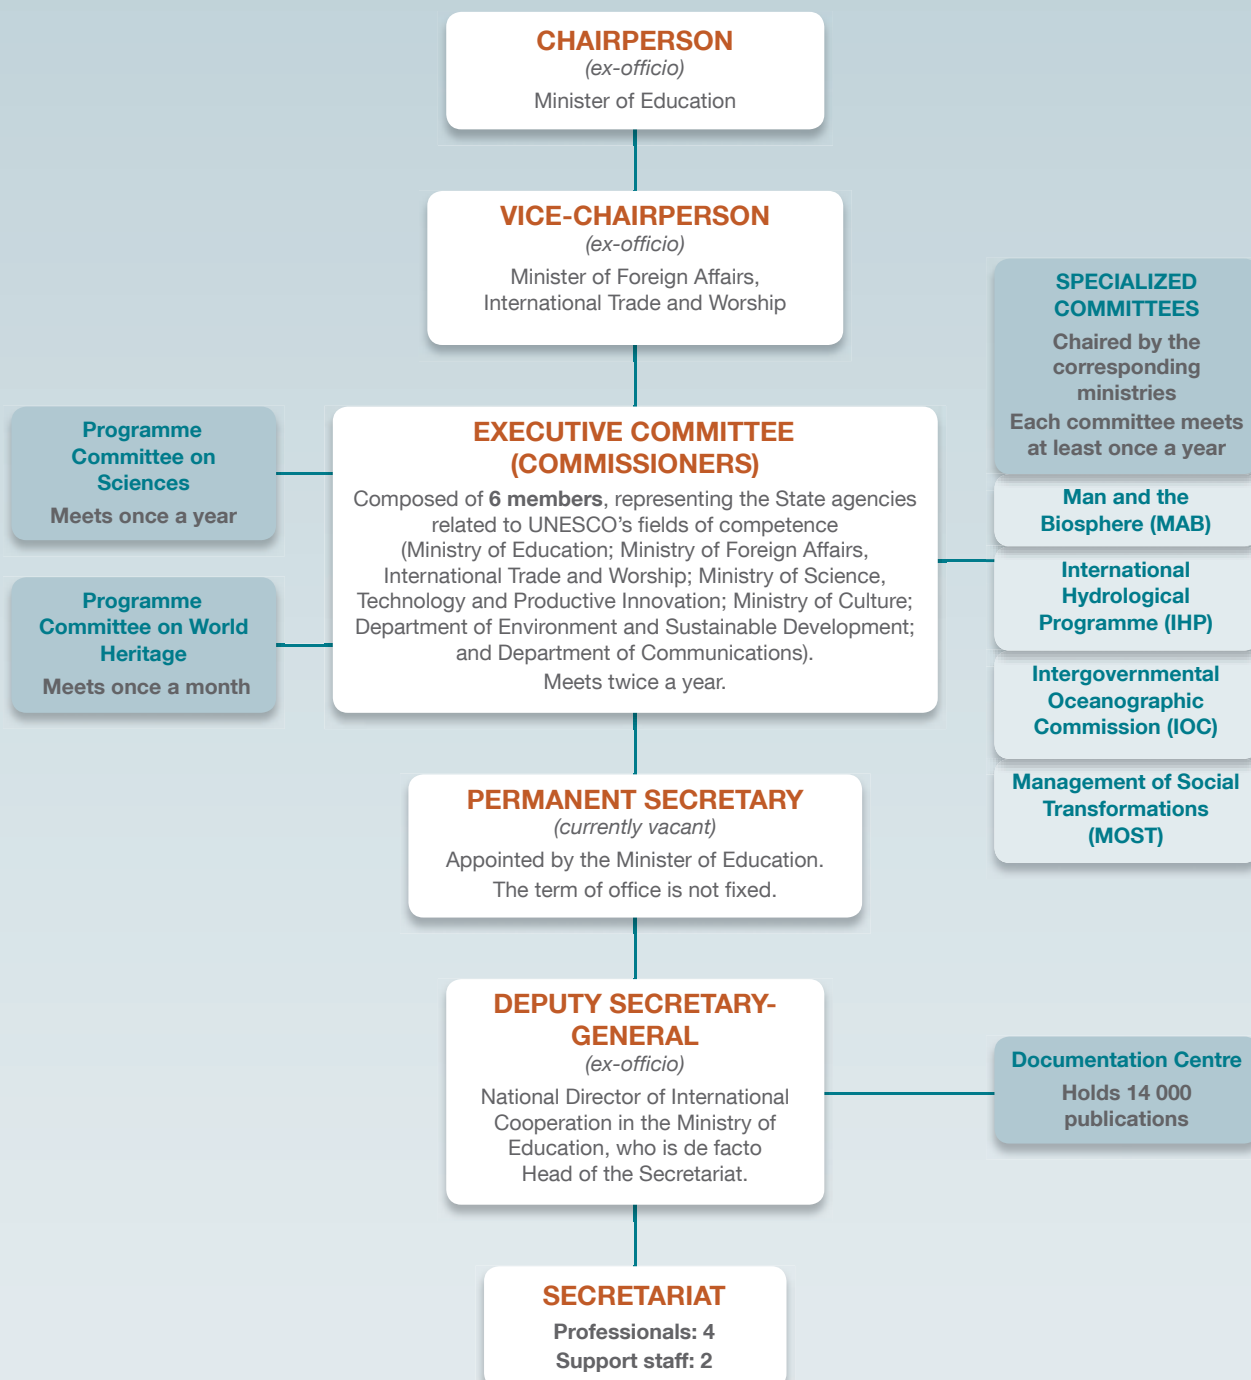 CHAIRPERSON
(ex-officio)
Minister of Education
VICE-CHAIRPERSON
(ex-officio)
Minister of Foreign Affairs,
International Trade and Worship
Programme
Committee on
Sciences
Meets once a year
Programme
Committee on World
Heritage
Meets once a month
EXECUTIVE COMMITTEE
(COMMISSIONERS)
Composed of 6 members, representing the State agencies
related to UNESCO’s fields of competence
(Ministry of Education; Ministry of Foreign Affairs,
International Trade and Worship; Ministry of Science,
Technology and Productive Innovation; Ministry of Culture;
Department of Environment and Sustainable Development;
and Department of Communications).
Meets twice a year.
SPECIALIZED
COMMITTEES
Chaired by the
corresponding
ministries
Each committee meets
at least once a year
Man and the
Biosphere (MAB)
International
Hydrological
Programme (IHP)
Intergovernmental
Oceanographic
Commission (IOC)
Management of Social
Transformations
(MOST)
PERMANENT SECRETARY
(currently vacant)
Appointed by the Minister of Education.
The term of office is not fixed.
DEPUTY SECRETARY-
GENERAL
(ex-officio)
National Director of International
Cooperation in the Ministry of
Education, who is de facto
Head of the Secretariat.
Documentation Centre
Holds 14 000
publications
SECRETARIAT
Professionals: 4
Support staff: 2